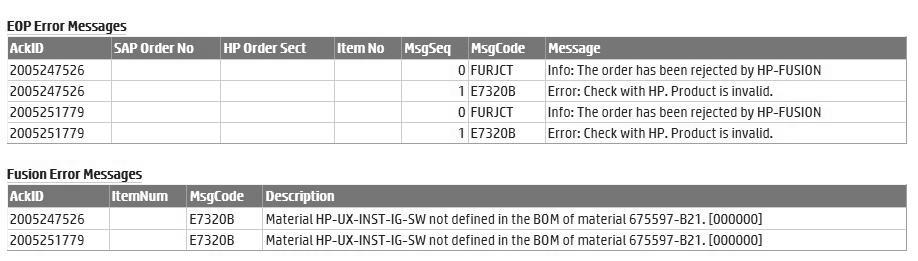 EOP Error Messages
AckID SAP Order No HP Order Sect Item No MsgSeq MsgCode Message
2005247526 0 FURJCT Info: The order has been rejected by HP-FUSION
2005247526 1 E7320B Error: Check with HP. Product is invalid.
2005251779 0 FURJCT Info: The order has been rejected by HP-FUSION
2005251779 1 E7320B Error: Check with HP. Product is invalid.
Fusion Error Messages
AckID ItemNum MsgCode Description
2005247526 E7320B Material HP-UX-INST-IG-SW not defined in the BOM of material 675597-B21. [000000]
2005251779 E7320B Material HP-UX-INST-IG-SW not defined in the BOM of material 675597-B21. [000000]